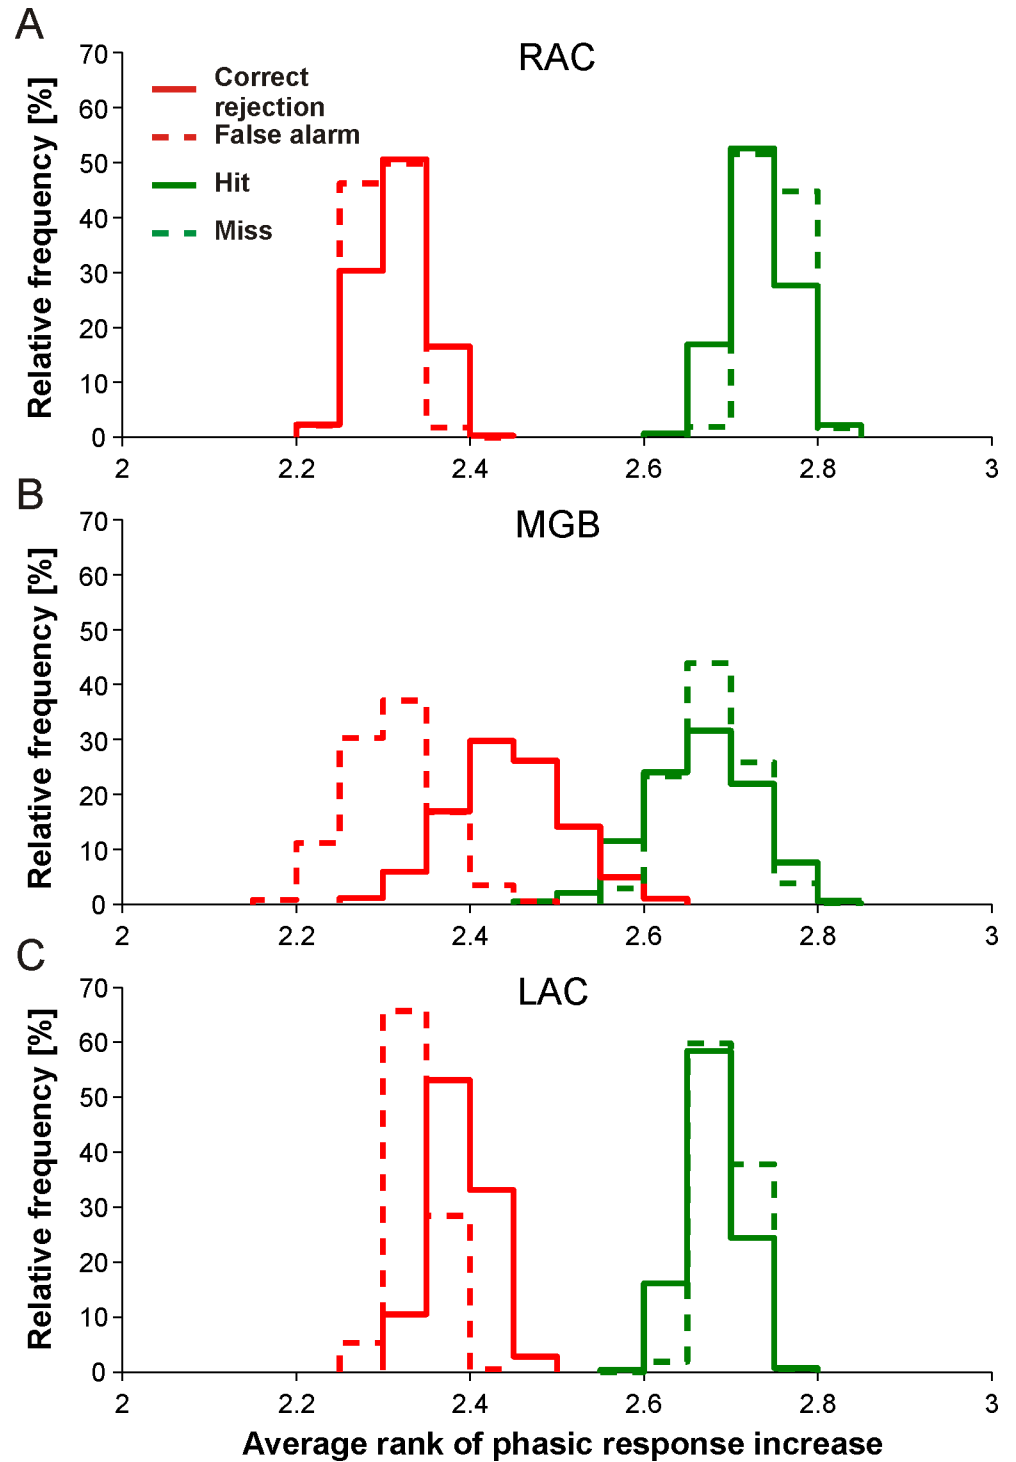 A
RAC
Relative frequency [%]
70
60
50
40
30
20
10
0
Correct
rejection
False alarm
Hit
Miss
2
2.2
2.4
2.6
2.8
3
B
MGB
Relative frequency [%]
70
60
50
40
30
20
10
0
2
2.2
2.4
2.6
2.8
3
C
LAC
Relative frequency [%]
70
60
50
40
30
20
10
0
2
2.2
2.4
2.6
2.8
3
Average rank of phasic response increase